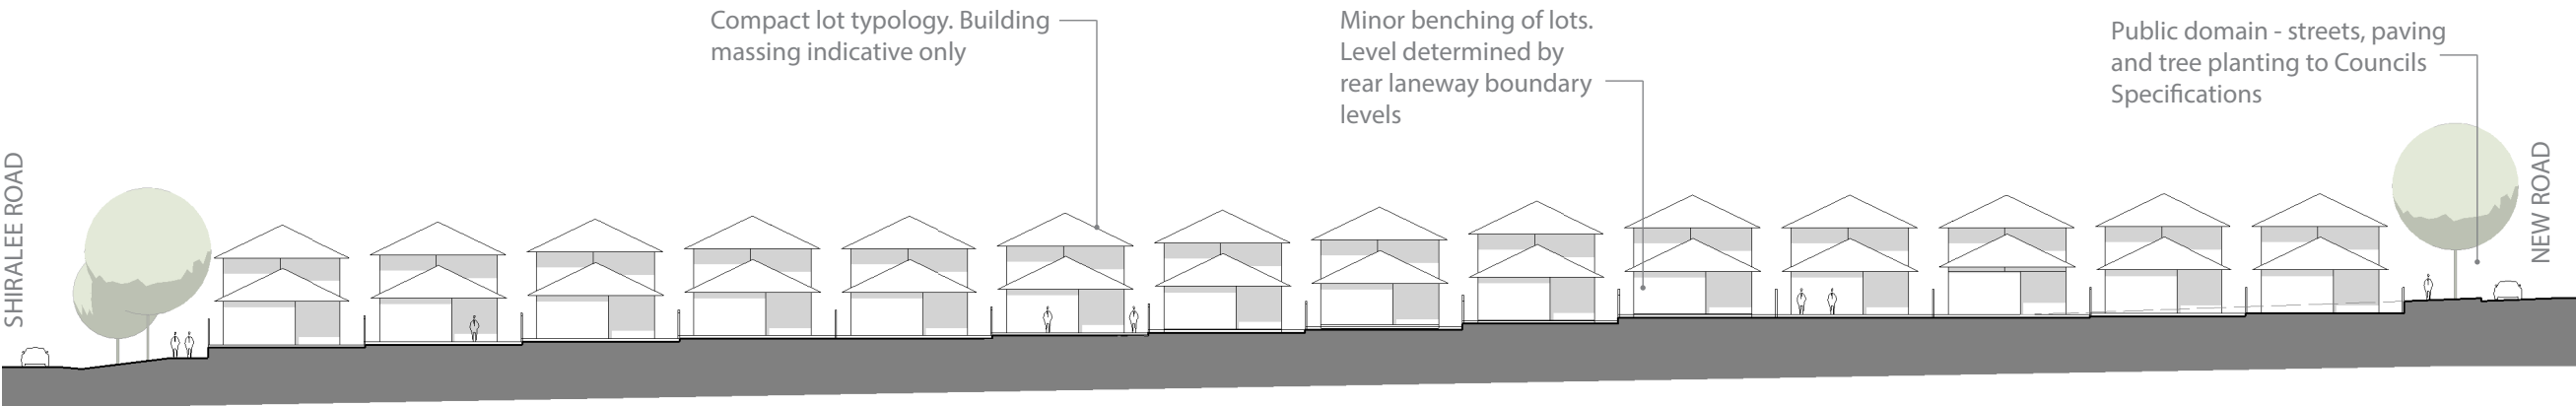 Compact lot typology. Building
massing indicative only
Minor benching of lots.
Level determined by
rear laneway boundary
levels
Public domain - streets, paving
and tree planting to Councils
Specifications
SHIRALEE ROAD
NEW ROAD